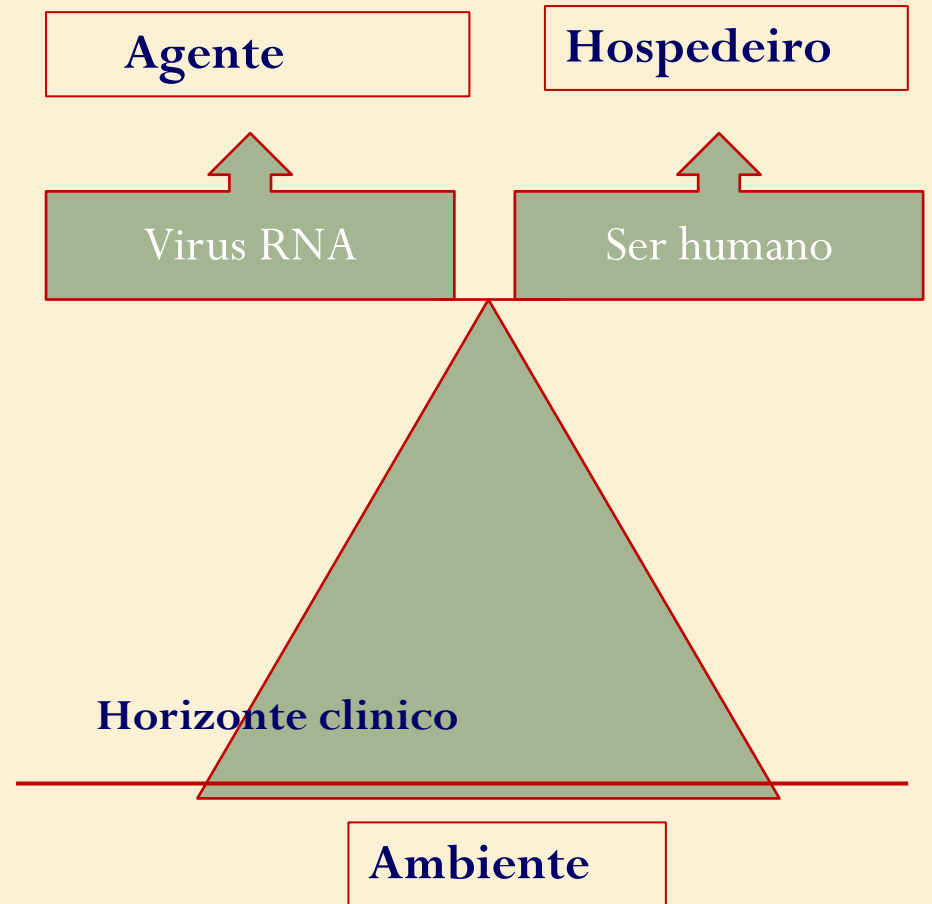 Agente
Hospedeiro
Virus RNA
Ser humano
Horizonte clinico
Ambiente